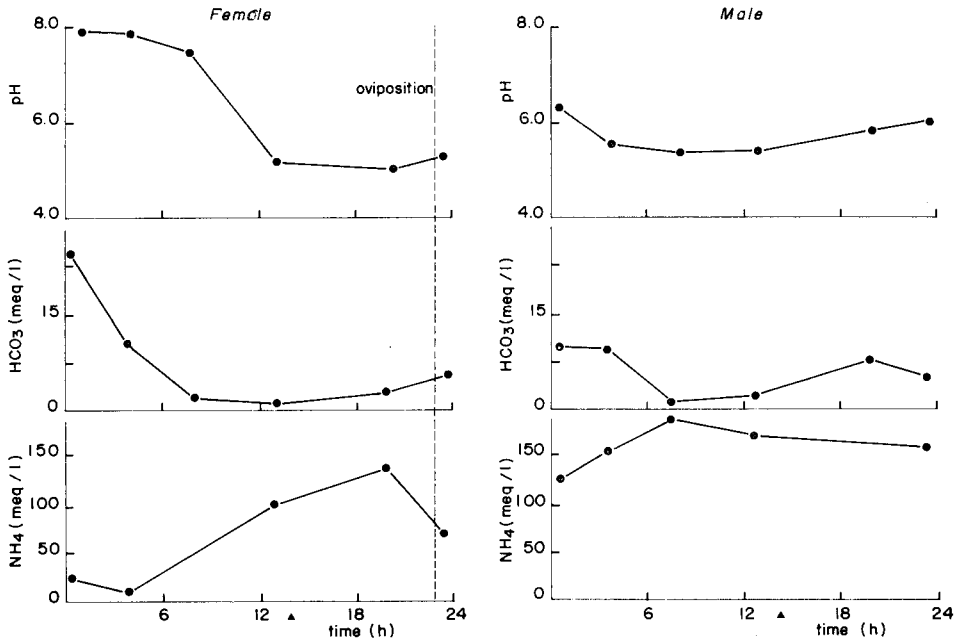 Female
Male
8.0
6.0
4.0
pH
oviposition
8.0
6.0
4.0
pH
15
0
HCO3 (meq / l)
15
0
HCO3 (meq / l)
150
100
50
0
NH4 (meq / l)
6
12
18
24
time (h)
150
100
50
0
NH4 (meq / l)
6
12
18
24
time (h)